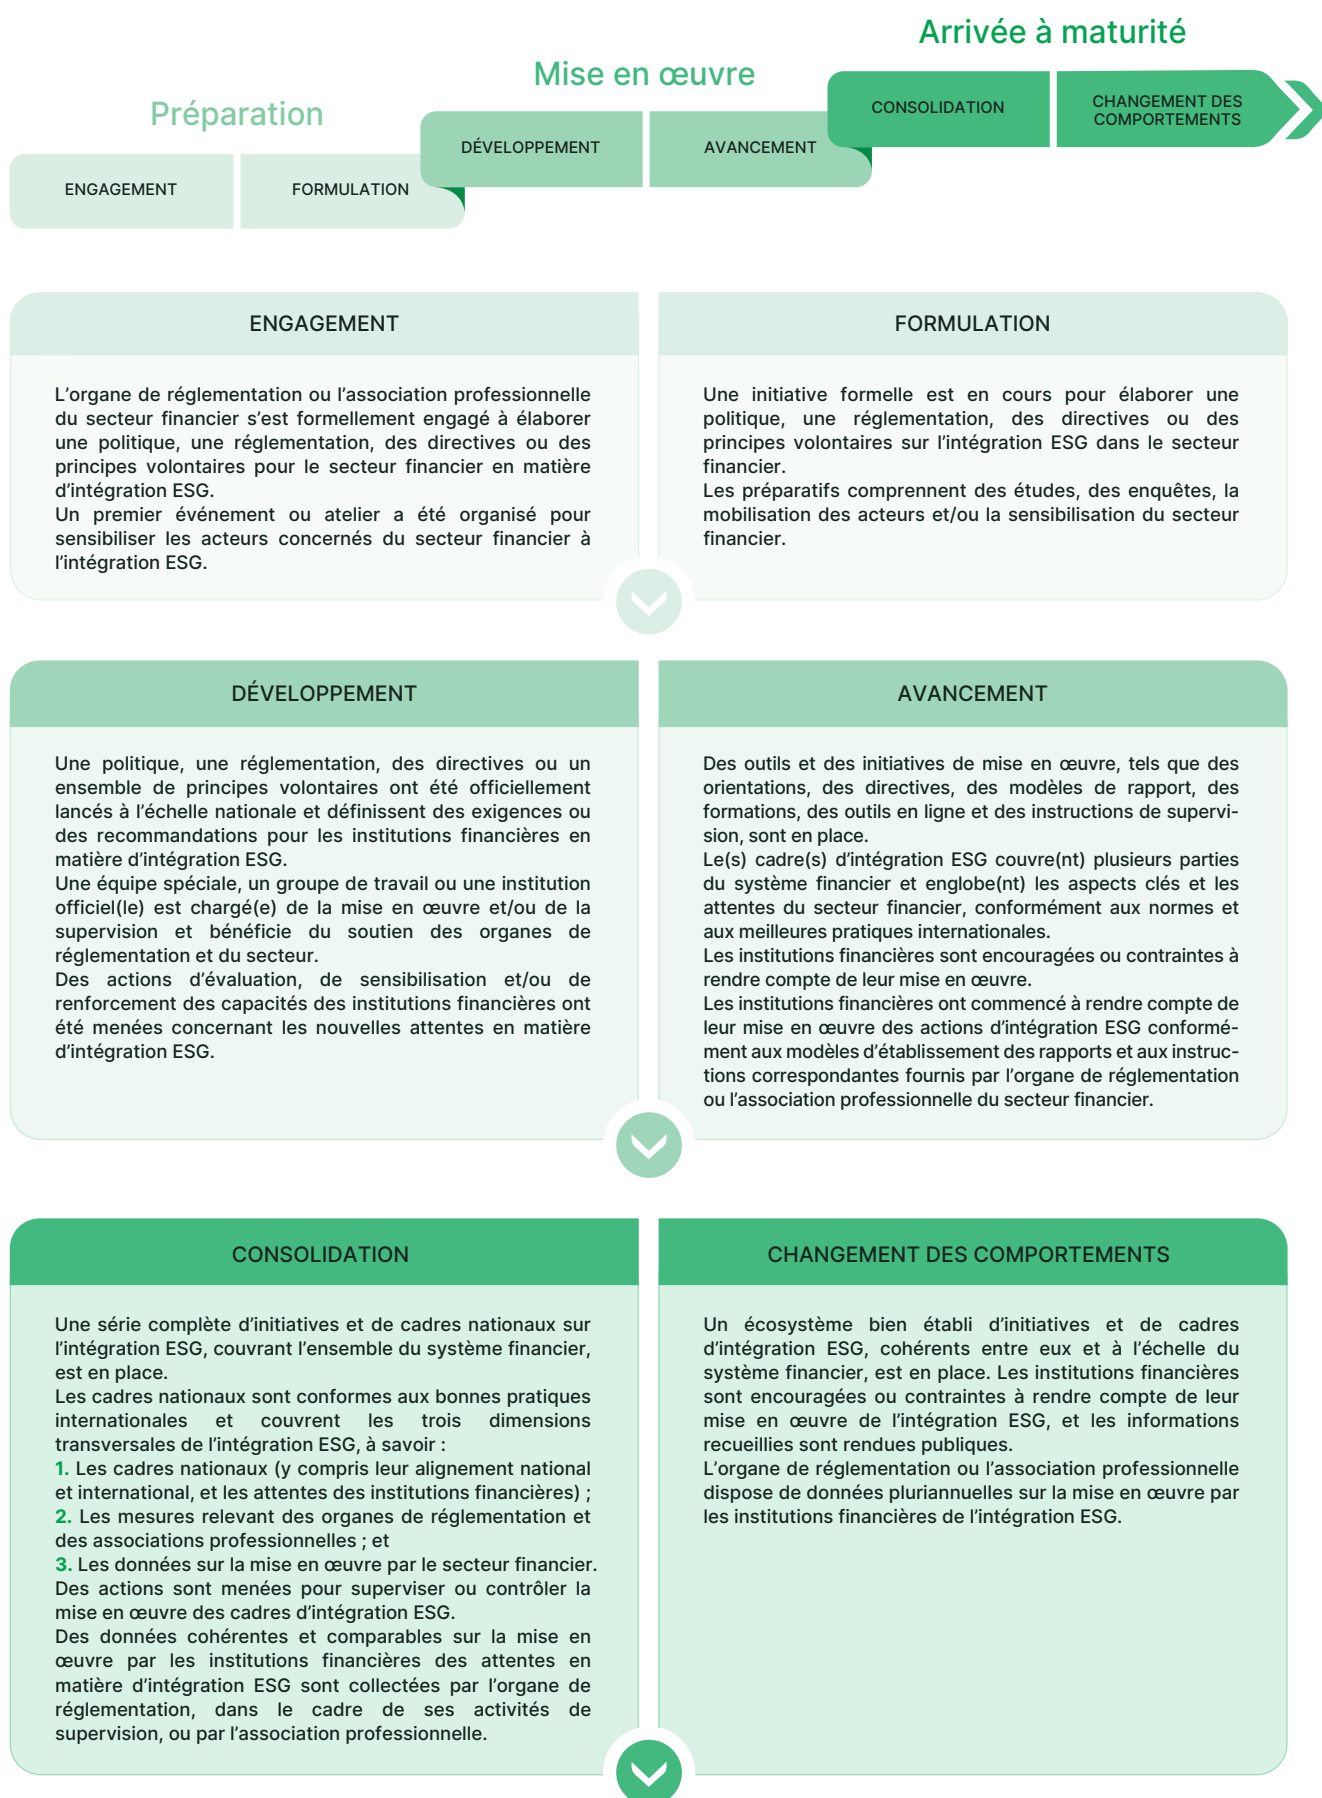 Arrivée à maturité
Mise en œuvre
Préparation
CONSOLIDATION
CHANGEMENT DES
COMPORTEMENTS
DÉVELOPPEMENT
AVANCEMENT
ENGAGEMENT
FORMULATION
ENGAGEMENT
L’organe de réglementation ou l’association professionnelle
du secteur financier s’est formellement engagé à élaborer
une politique, une réglementation, des directives ou des
principes volontaires pour le secteur financier en matière
d’intégration ESG.
Un premier événement ou atelier a été organisé pour
sensibiliser les acteurs concernés du secteur financier à
l’intégration ESG.
FORMULATION
Une initiative formelle est en cours pour élaborer une
politique, une réglementation, des directives ou des
principes volontaires sur l’intégration ESG dans le secteur
financier.
Les préparatifs comprennent des études, des enquêtes, la
mobilisation des acteurs et/ou la sensibilisation du secteur
financier.
DÉVELOPPEMENT
Une politique, une réglementation, des directives ou un
ensemble de principes volontaires ont été officiellement
lancés à l’échelle nationale et définissent des exigences ou
des recommandations pour les institutions financières en
matière d’intégration ESG.
Une équipe spéciale, un groupe de travail ou une institution
officiel(le) est chargé(e) de la mise en œuvre et/ou de la
supervision et bénéficie du soutien des organes de
réglementation et du secteur.
Des actions d’évaluation, de sensibilisation et/ou de
renforcement des capacités des institutions financières ont
été menées concernant les nouvelles attentes en matière
d’intégration ESG.
AVANCEMENT
Des outils et des initiatives de mise en œuvre, tels que des
orientations, des directives, des modèles de rapport, des
formations, des outils en ligne et des instructions de supervi-
sion, sont en place.
Le(s) cadre(s) d’intégration ESG couvre(nt) plusieurs parties
du système financier et englobe(nt) les aspects clés et les
attentes du secteur financier, conformément aux normes et
aux meilleures pratiques internationales.
Les institutions financières sont encouragées ou contraintes à
rendre compte de leur mise en œuvre.
Les institutions financières ont commencé à rendre compte de
leur mise en œuvre des actions d’intégration ESG conformé-
ment aux modèles d’établissement des rapports et aux instruc-
tions correspondantes fournis par l’organe de réglementation
ou l’association professionnelle du secteur financier.
CONSOLIDATION
Une série complète d’initiatives et de cadres nationaux sur
l’intégration ESG, couvrant l’ensemble du système financier,
est en place.
Les cadres nationaux sont conformes aux bonnes pratiques
internationales et couvrent les trois dimensions
transversales de l’intégration ESG, à savoir :
1. Les cadres nationaux (y compris leur alignement national
et international, et les attentes des institutions financières) ;
2. Les mesures relevant des organes de réglementation et
des associations professionnelles ; et
3. Les données sur la mise en œuvre par le secteur financier.
Des actions sont menées pour superviser ou contrôler la
mise en œuvre des cadres d’intégration ESG.
Des données cohérentes et comparables sur la mise en
œuvre par les institutions financières des attentes en
matière d’intégration ESG sont collectées par l’organe de
réglementation, dans le cadre de ses activités de
supervision, ou par l’association professionnelle.
CHANGEMENT DES COMPORTEMENTS
Un écosystème bien établi d’initiatives et de cadres
d’intégration ESG, cohérents entre eux et à l’échelle du
système financier, est en place. Les institutions financières
sont encouragées ou contraintes à rendre compte de leur
mise en œuvre de l’intégration ESG, et les informations
recueillies sont rendues publiques.
L’organe de réglementation ou l’association professionnelle
dispose de données pluriannuelles sur la mise en œuvre par
les institutions financières de l’intégration ESG.